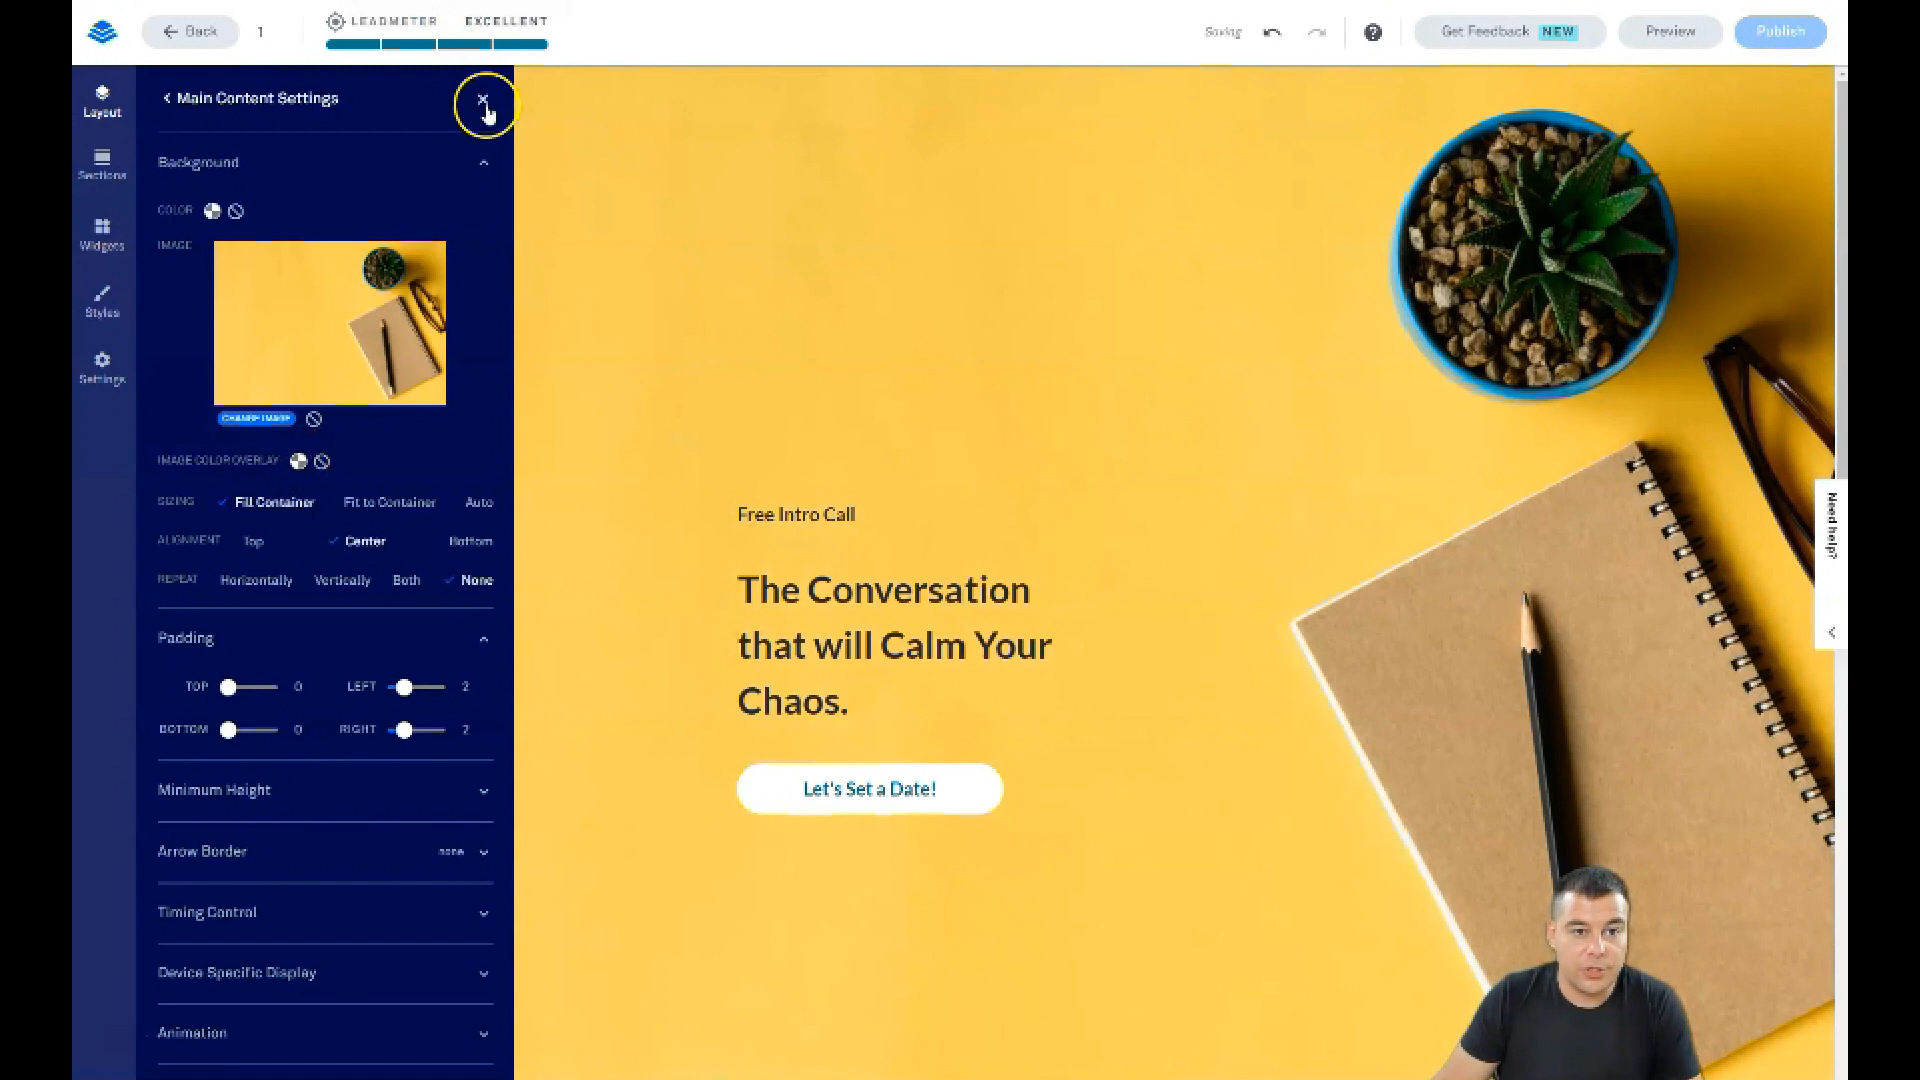 Back 1 LEADMETER EXCELLENT Saving Get Feedback NEW Preview Publish
Layout
Sections
Widgets
Styles
Settings
Main Content Settings
Background
COLOR
IMAGE
CHANGE IMAGE
IMAGE COLOR OVERLAY
SIZING Fill Container Fit to Container Auto
ALIGNMENT Top Center Bottom
REPEAT Horizontally Vertically Both None
Padding
TOP 0 LEFT 2
BOTTOM 0 RIGHT 2
Minimum Height
Arrow Border none
Timing Control
Device Specific Display
Animation
Free Intro Call
The Conversation
that will Calm Your
Chaos.
Let's Set a Date!
Need help?